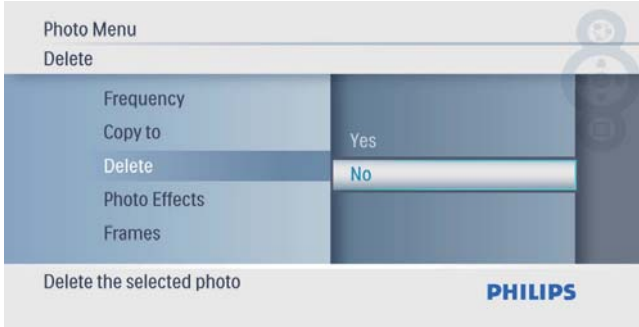 Photo Menu
Delete
Frequency
Copy to
Delete
Photo Effects
Frames
Yes
No
Delete the selected photo
PHILIPS